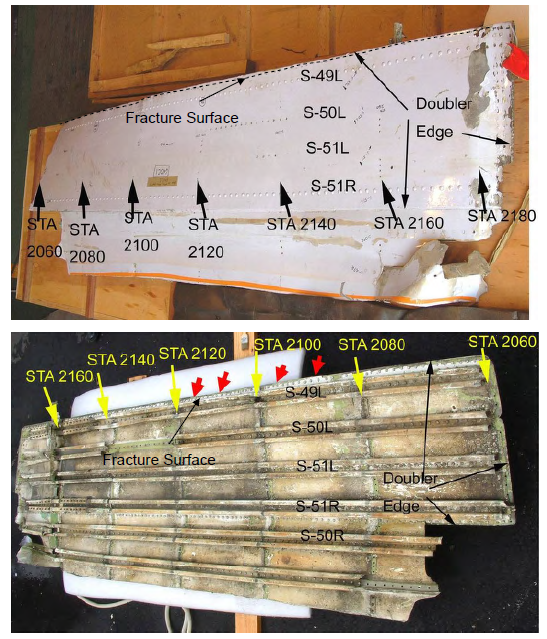 S-49L
Doubler
Fracture Surface
S-50L
Edge
S-51L
S-51R
STA 2060
STA 2080
STA 2100
STA 2120
STA 2140
STA 2160
STA 2180
STA 2160
STA 2140
STA 2120
STA 2100
STA 2080
STA 2060
S-49L
S-50L
Fracture Surface
S-51L
Doubler
S-51R
Edge
S-50R